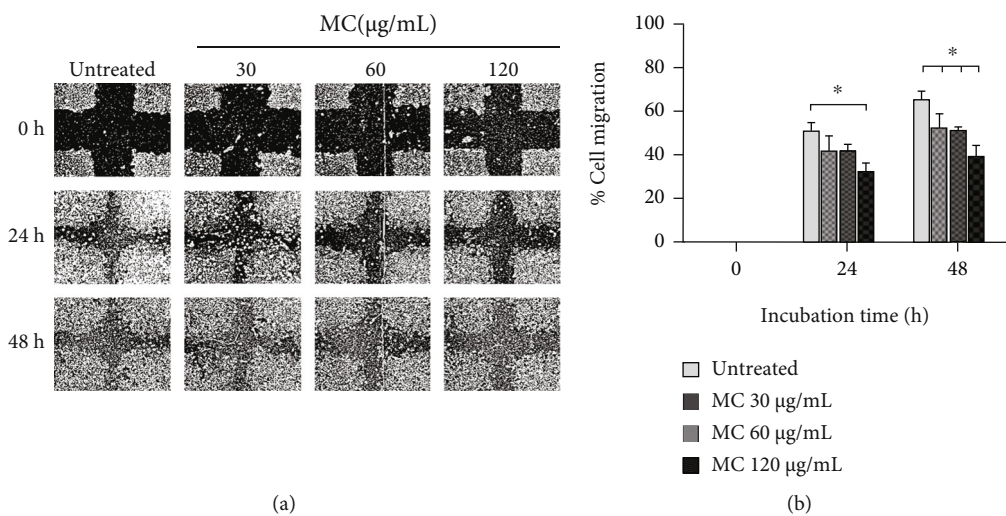 MC(μg/mL)
Untreated 30 60 120
0 h
24 h
48 h
(a)
% Cell migration
100
80
60
40
20
0
* *
0 24 48
Incubation time (h)
Untreated
MC 30 μg/mL
MC 60 μg/mL
MC 120 μg/mL
(b)